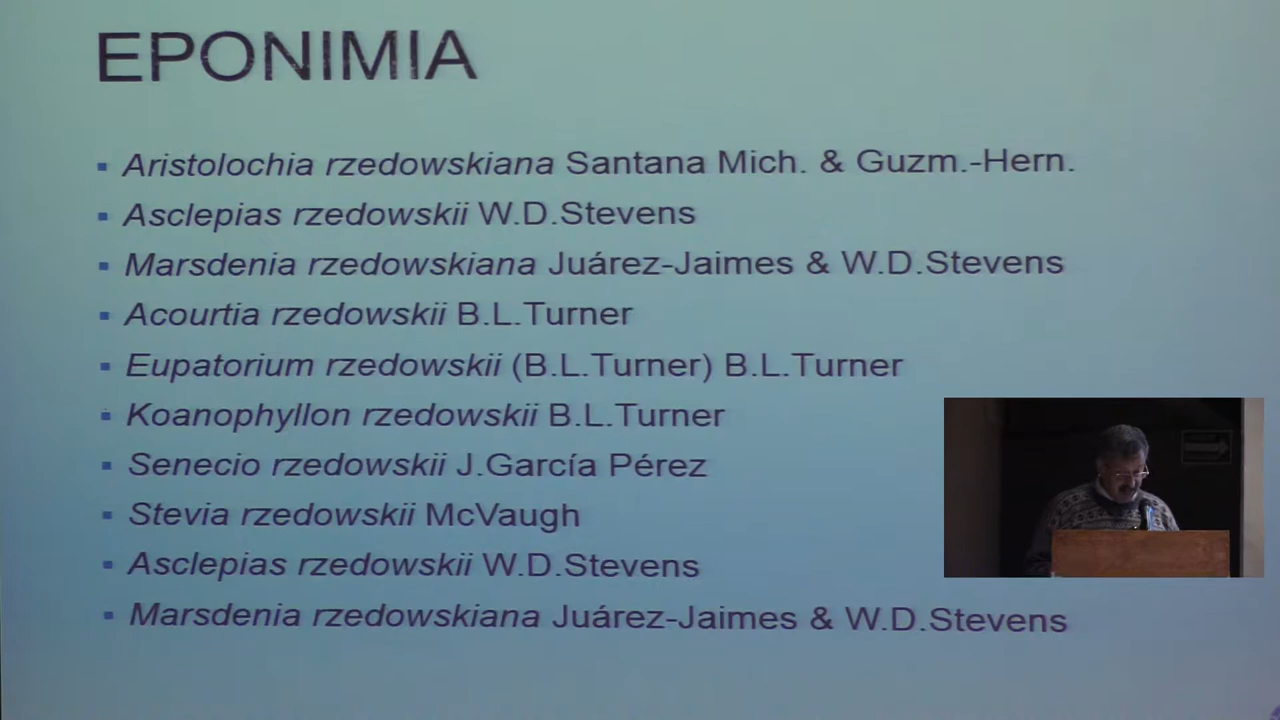 EPONIMIA
▪ Aristolochia rzedowskiana Santana Mich. & Guzm.-Hern.
▪ Asclepias rzedowskii W.D.Stevens
▪ Marsdenia rzedowskiana Juárez-Jaimes & W.D.Stevens
▪ Acourtia rzedowskii B.L.Turner
▪ Eupatorium rzedowskii (B.L.Turner) B.L.Turner
▪ Koanophyllon rzedowskii B.L.Turner
▪ Senecio rzedowskii J.García Pérez
▪ Stevia rzedowskii McVaugh
▪ Asclepias rzedowskii W.D.Stevens
▪ Marsdenia rzedowskiana Juárez-Jaimes & W.D.Stevens